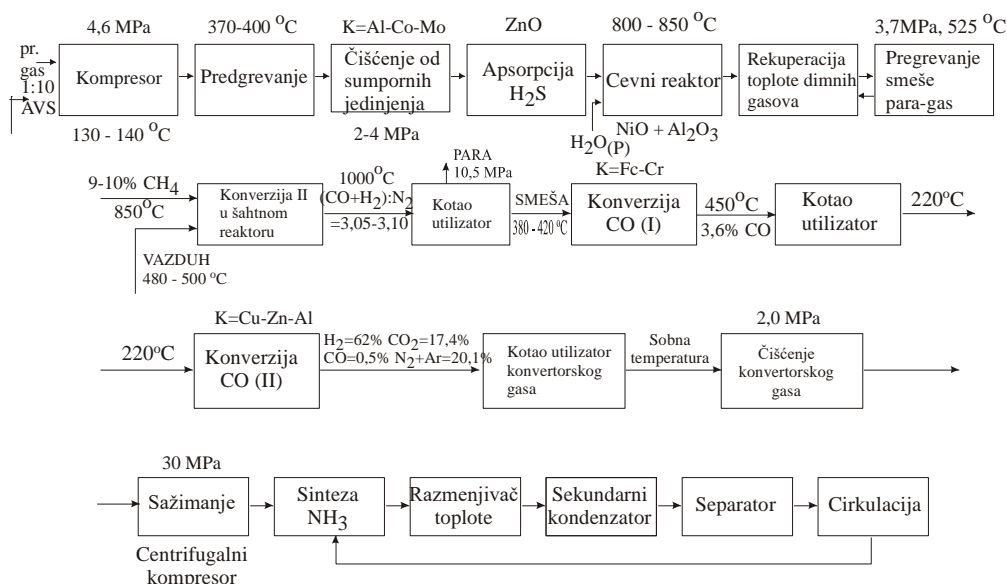 4,6 MPa
370-400 °C
K=Al-Co-Mo
ZnO
800 - 850 °C
3,7MPa, 525 °C
pr.
gas
1:10
AVS
Kompresor
Predgrevanje
Čišćenje od
sumpornih
jedinjenja
Apsorpcija
H2S
Cevni reaktor
Rekuperacija
toplote dimnih
gasova
Pregrevanje
smeše
para-gas
130 - 140 °C
2-4 MPa
H2O(P)
NiO + Al2O3
9-10% CH4
850°C
Konverzija II
u šahtnom
reaktoru
1000°C
(CO+H2):N2
=3,05-3,10
PARA
10,5 MPa
Kotao
utilizator
SMEŠA
380-420 °C
K=Fc-Cr
Konverzija
CO (I)
450°C
3,6% CO
Kotao
utilizator
220°C
VAZDUH
480 - 500 °C
220°C
K=Cu-Zn-Al
Konverzija
CO (II)
H2=62% CO2=17,4%
CO=0,5% N2+Ar=20,1%
Kotao utilizator
konvertorskog
gasa
Sobna
temperatura
2,0 MPa
Čišćenje
konvertorskog
gasa
30 MPa
Sažimanje
Sinteza
NH3
Razmenjivač
toplote
Sekundarni
kondenzator
Separator
Cirkulacija
Centrifugalni
kompresor